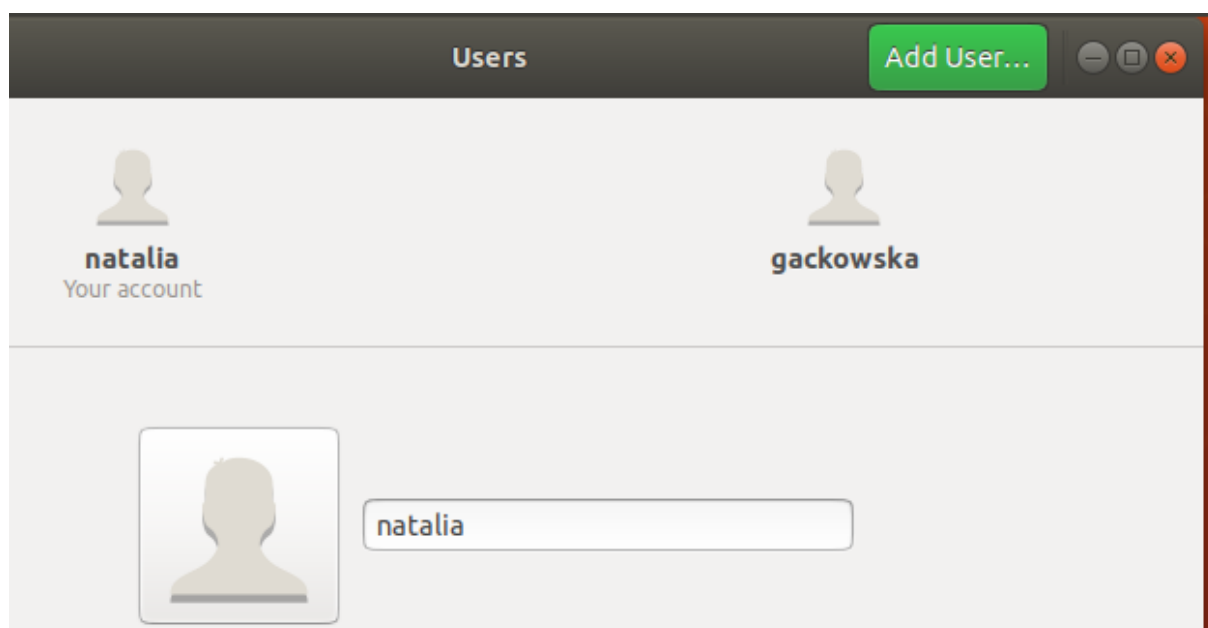 Users
Add User...
natalia
Your account
gackowska
natalia